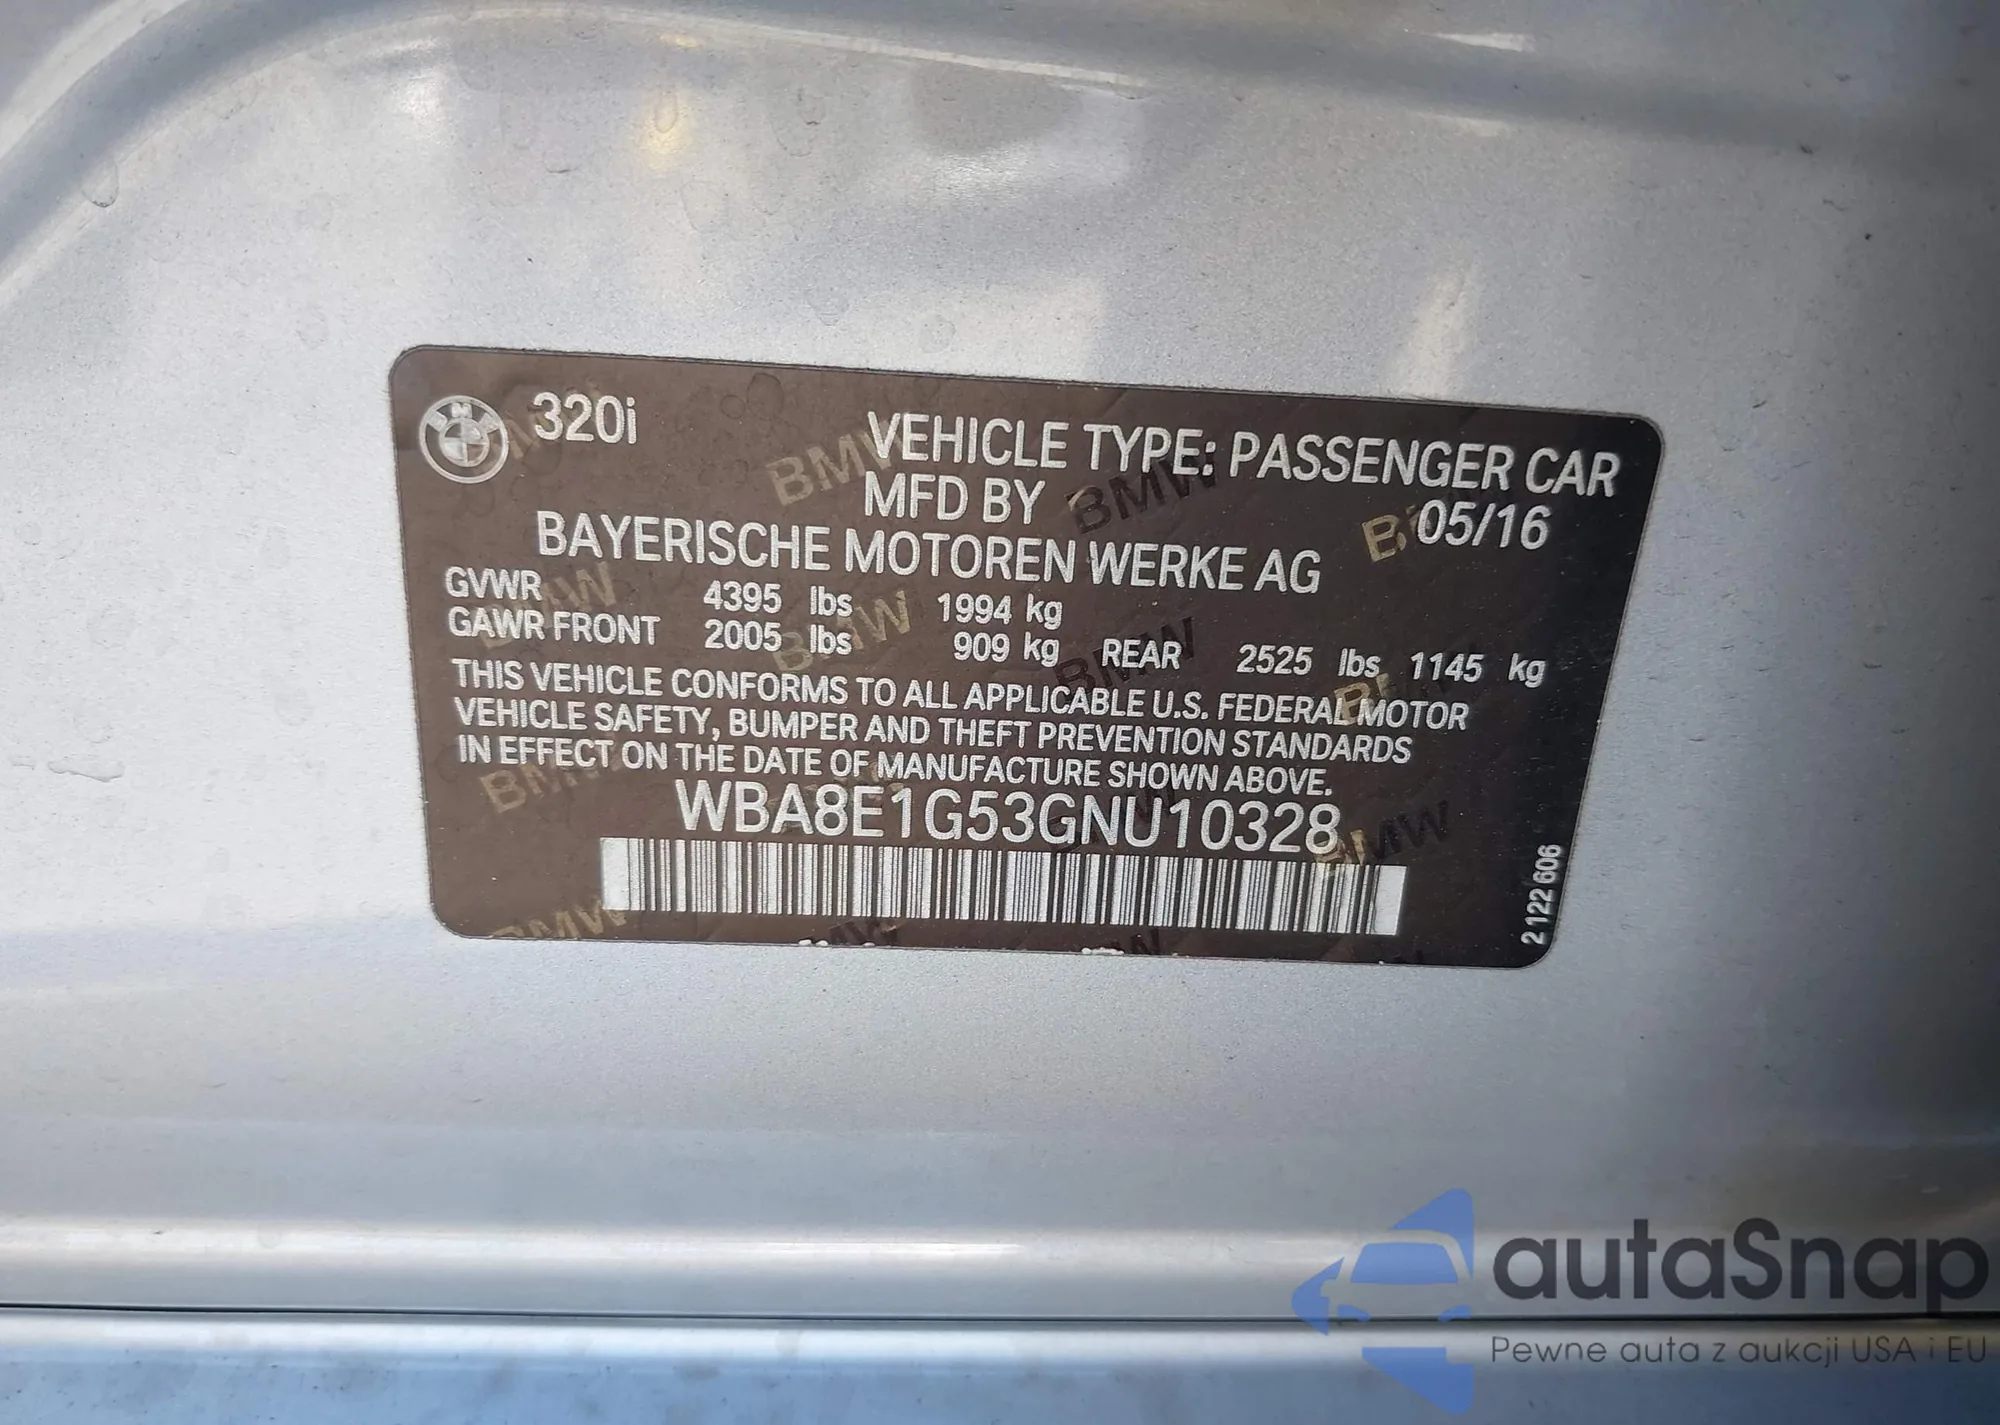 320i
VEHICLE TYPE: PASSENGER CAR
MFD BY 05/16
BAYERISCHE MOTOREN WERKE AG
GVWR 4395 lbs 1994 kg
GAWR FRONT 2005 lbs 909 kg REAR 2525 lbs 1145 kg
THIS VEHICLE CONFORMS TO ALL APPLICABLE U.S. FEDERAL MOTOR
VEHICLE SAFETY, BUMPER AND THEFT PREVENTION STANDARDS
IN EFFECT ON THE DATE OF MANUFACTURE SHOWN ABOVE.
WBA8E1G53GNU10328
2122 606
autaSnap
Pewne auta z aukcji USA i EU